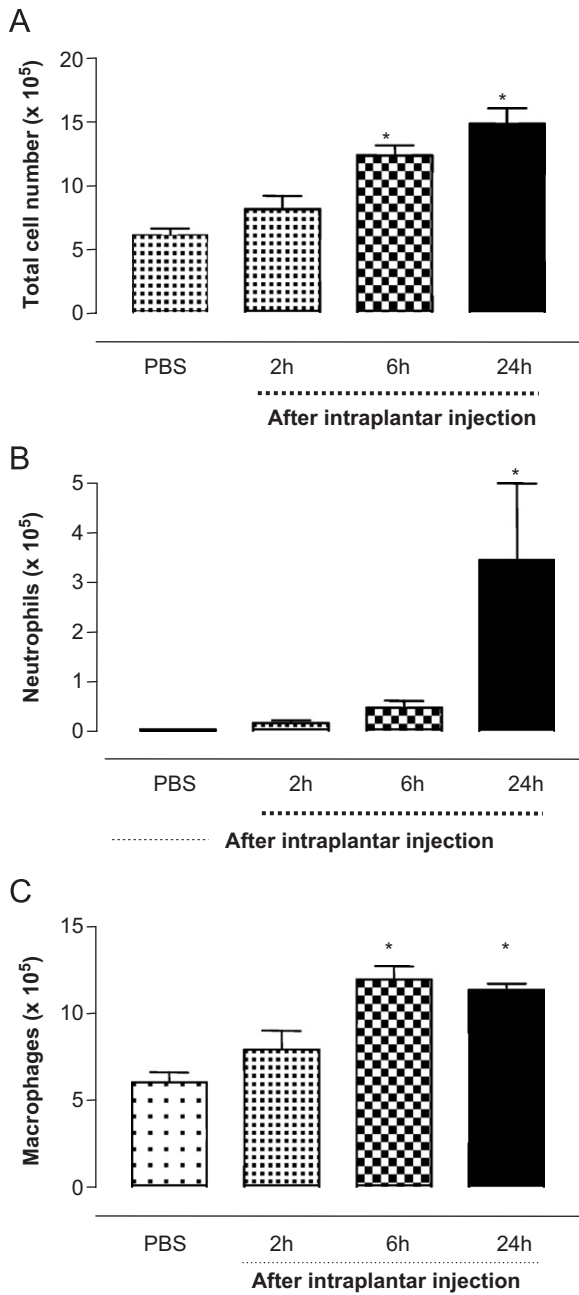 A
Total cell number (x 10⁵)
20
15
10
5
0
* *
PBS 2h 6h 24h
After intraplantar injection
B
Neutrophils (x 10⁵)
5
4
3
2
1
0
*
PBS 2h 6h 24h
After intraplantar injection
C
Macrophages (x 10⁵)
15
10
5
0
* *
PBS 2h 6h 24h
After intraplantar injection